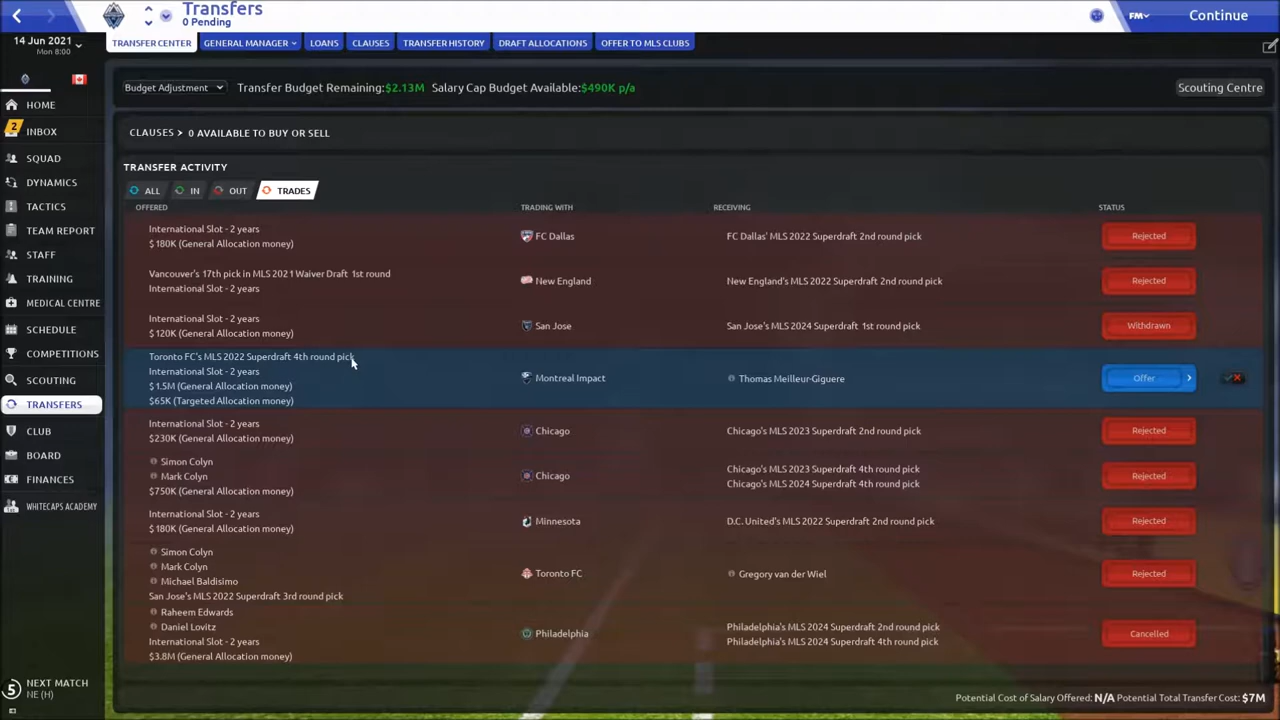 Transfers
0 Pending
FM
Continue
14 Jun 2021
Mon 8:00
TRANSFER CENTER
GENERAL MANAGER
LOANS
CLAUSES
TRANSFER HISTORY
DRAFT ALLOCATIONS
OFFER TO MLS CLUBS
HOME
2
INBOX
SQUAD
DYNAMICS
TACTICS
TEAM REPORT
STAFF
TRAINING
MEDICAL CENTRE
SCHEDULE
COMPETITIONS
SCOUTING
TRANSFERS
CLUB
BOARD
FINANCES
WHITECAPS ACADEMY
5
NEXT MATCH
NE (H)
Budget Adjustment
Transfer Budget Remaining: $2.13M
Salary Cap Budget Available: $490K p/a
Scouting Centre
CLAUSES > 0 AVAILABLE TO BUY OR SELL
TRANSFER ACTIVITY
ALL
IN
OUT
TRADES
OFFERED
TRADING WITH
RECEIVING
STATUS
International Slot - 2 years
$180K (General Allocation money)
FC Dallas
FC Dallas' MLS 2022 Superdraft 2nd round pick
Rejected
Vancouver's 17th pick in MLS 2021 Waiver Draft 1st round
International Slot - 2 years
New England
New England's MLS 2022 Superdraft 2nd round pick
Rejected
International Slot - 2 years
$120K (General Allocation money)
San Jose
San Jose's MLS 2024 Superdraft 1st round pick
Withdrawn
Toronto FC's MLS 2022 Superdraft 4th round pick
International Slot - 2 years
$1.5M (General Allocation money)
$65K (Targeted Allocation money)
Montreal Impact
Thomas Meilleur-Giguere
Offer
International Slot - 2 years
$230K (General Allocation money)
Chicago
Chicago's MLS 2023 Superdraft 2nd round pick
Rejected
Simon Colyn
Mark Colyn
$750K (General Allocation money)
Chicago
Chicago's MLS 2023 Superdraft 4th round pick
Chicago's MLS 2024 Superdraft 4th round pick
Rejected
International Slot - 2 years
$180K (General Allocation money)
Minnesota
D.C. United's MLS 2022 Superdraft 2nd round pick
Rejected
Simon Colyn
Mark Colyn
Michael Baldisimo
San Jose's MLS 2022 Superdraft 3rd round pick
Toronto FC
Gregory van der Wiel
Rejected
Raheem Edwards
Daniel Lovitz
International Slot - 2 years
$3.8M (General Allocation money)
Philadelphia
Philadelphia's MLS 2024 Superdraft 2nd round pick
Philadelphia's MLS 2024 Superdraft 4th round pick
Cancelled
Potential Cost of Salary Offered: N/A Potential Total Transfer Cost: $7M